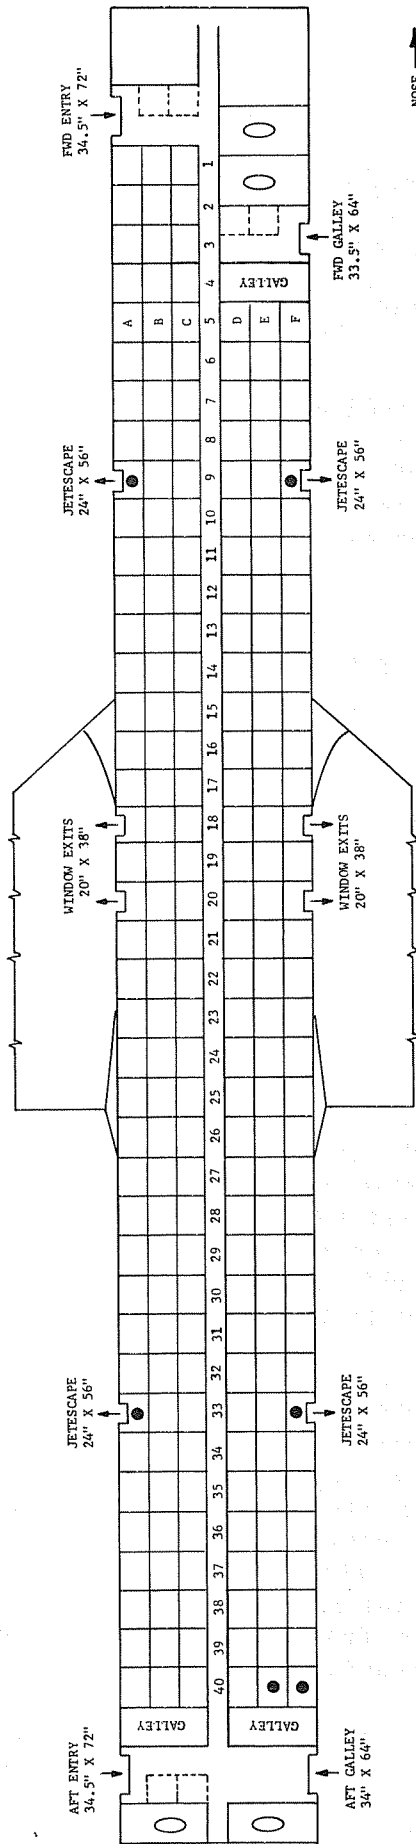 NOSE
FWD ENTRY
34.5" X 72"
FWD GALLEY
33.5" X 64"
GALLEY
A
B
C
D
E
F
1
2
3
4
5
6
7
8
9
10
11
12
13
14
15
16
17
18
19
20
21
22
23
24
25
26
27
28
29
30
31
32
33
34
35
36
37
38
39
40
JETESCAPE
24" X 56"
JETESCAPE
24" X 56"
WINDOW EXITS
20" X 38"
WINDOW EXITS
20" X 38"
JETESCAPE
24" X 56"
JETESCAPE
24" X 56"
GALLEY
GALLEY
AFT ENTRY
34.5" X 72"
AFT GALLEY
34" X 64"